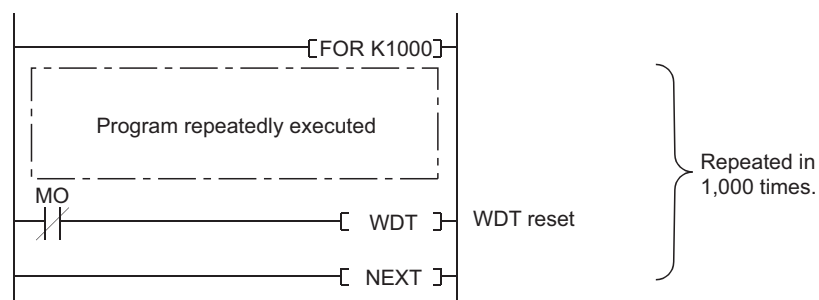 [FOR K1000]
Program repeatedly executed
MO
[ WDT ] WDT reset
[ NEXT ]
Repeated in
1,000 times.